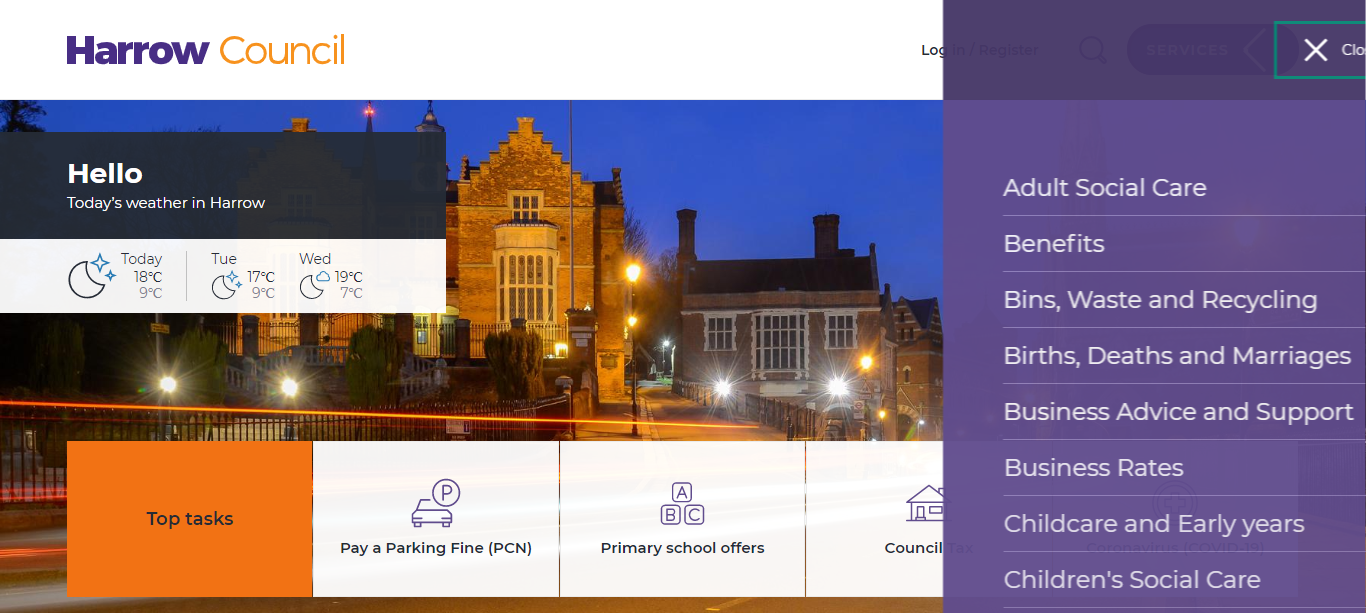 Harrow Council
Log in / Register
SERVICES
Clo
Hello
Today's weather in Harrow
Today
18°C
9°C
Tue
17°C
9°C
Wed
19°C
7°C
Adult Social Care
Benefits
Bins, Waste and Recycling
Births, Deaths and Marriages
Business Advice and Support
Business Rates
Childcare and Early years
Children's Social Care
Top tasks
P
Pay a Parking Fine (PCN)
A
B C
Primary school offers
Council Tax
Coronavirus (COVID-19)